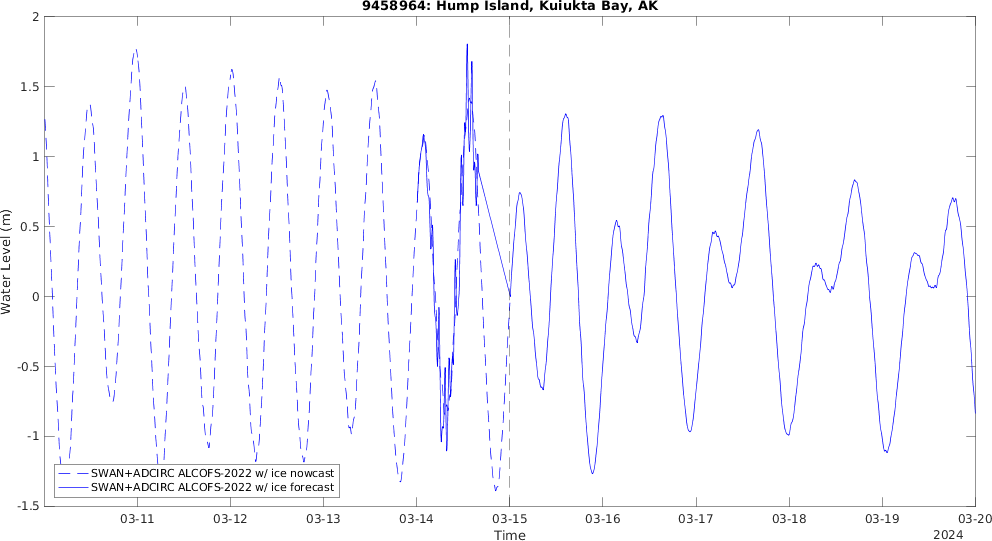 9458964: Hump Island, Kuiukta Bay, AK
2
1.5
1
0.5
0
-0.5
-1
-1.5
Water Level (m)
SWAN+ADCIRC ALCOFS-2022 w/ ice nowcast
SWAN+ADCIRC ALCOFS-2022 w/ ice forecast
03-11 03-12 03-13 03-14 03-15 03-16 03-17 03-18 03-19 03-20
Time
2024